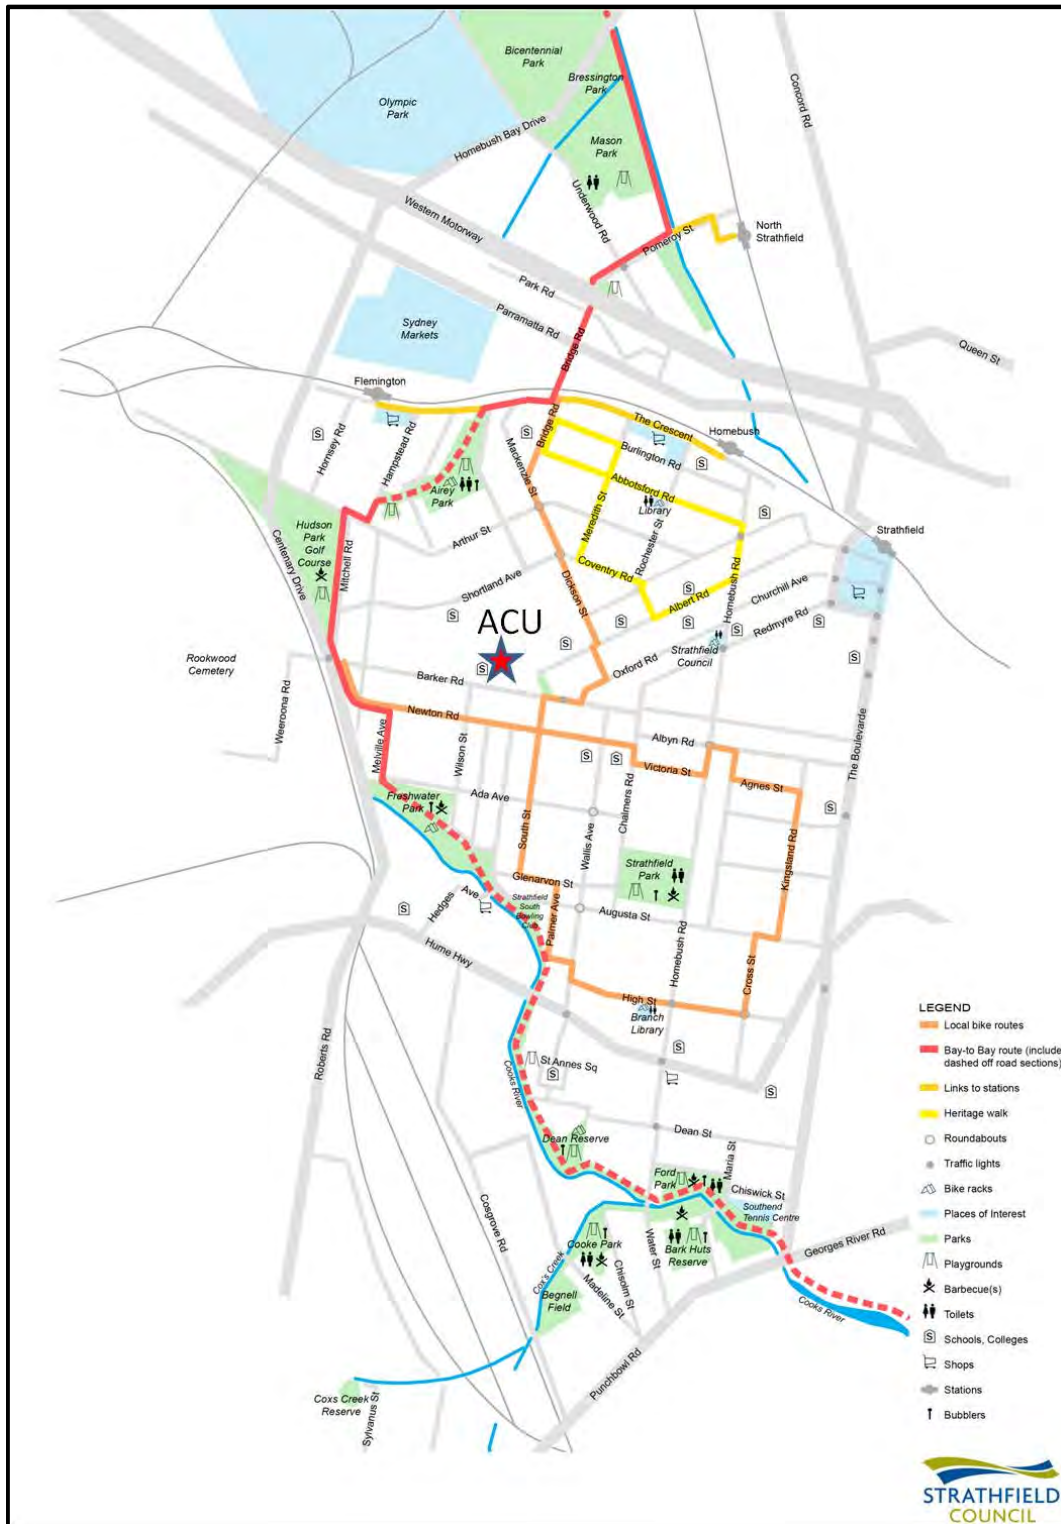 Bicentennial
Park
Bressington
Park
Olympic
Park
Concord Rd
Homebush Bay Drive
Mason
Park
Underwood Rd
Western Motorway
Pomeroy St
North
Strathfield
Park Rd
Parramatta Rd
Sydney
Markets
Bridge Rd
Queen St
Flemington
The Crescent
Homebush
Bridge Rd
Burlington Rd
Hornsey Rd
Hampstead Rd
Mackenzie St
Abbotsford Rd
Airey
Park
Library
Meredith St
Rochester St
Strathfield
Hudson
Park
Golf
Course
Centenary Drive
Mitchell Rd
Arthur St
Coventry Rd
Dickson St
Homebush Rd
Shortland Ave
Albert Rd
Churchill Ave
Redmyre Rd
ACU
Strathfield
Council
Oxford Rd
Rookwood
Cemetery
Barker Rd
Weeroona Rd
Newton Rd
Albyn Rd
The Boulevarde
Melville Ave
Wilson St
Victoria St
Agnes St
Freshwater
Park
Ada Ave
South St
Wallis Ave
Chalmers Rd
Kingsland Rd
Strathfield
Park
Glenarvon St
Hedges
Ave
Strathfield
South
Bowling
Club
Palmer Ave
Augusta St
Hume Hwy
Homebush Rd
Cross St
High St
Branch
Library
Roberts Rd
St Annes Sq
Cooks River
Dean Reserve
Dean St
Maria St
Ford
Park
Chiswick St
Southend
Tennis Centre
Cosgrove Rd
Georges River Rd
Cooke Park
Water St
Bark Huts
Reserve
Cox's Creek
Chisolm St
Madeline St
Begnell
Field
Cooks River
Punchbowl Rd
Coxs Creek
Reserve
Sylvanus St
LEGEND
Local bike routes
Bay-to Bay route (include
dashed off road sections)
Links to stations
Heritage walk
Roundabouts
Traffic lights
Bike racks
Places of Interest
Parks
Playgrounds
Barbecue(s)
Toilets
Schools, Colleges
Shops
Stations
Bubblers
STRATHFIELD
COUNCIL